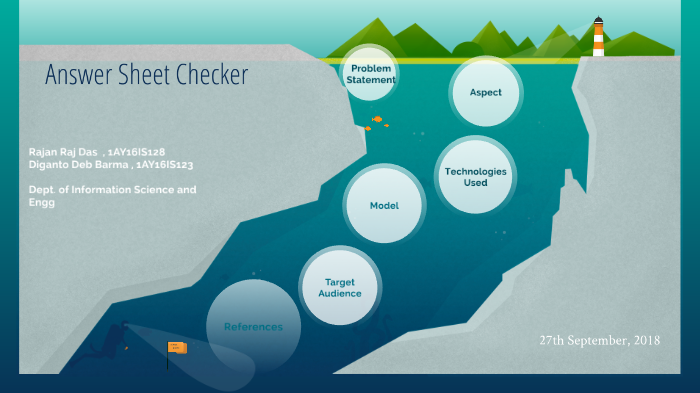 Answer Sheet Checker
Rajan Raj Das , 1AY16IS128
Diganto Deb Barma , 1AY16IS123
Dept. of Information Science and
Engg
Problem
Statement
Aspect
Technologies
Used
Model
Target
Audience
References
27th September, 2018